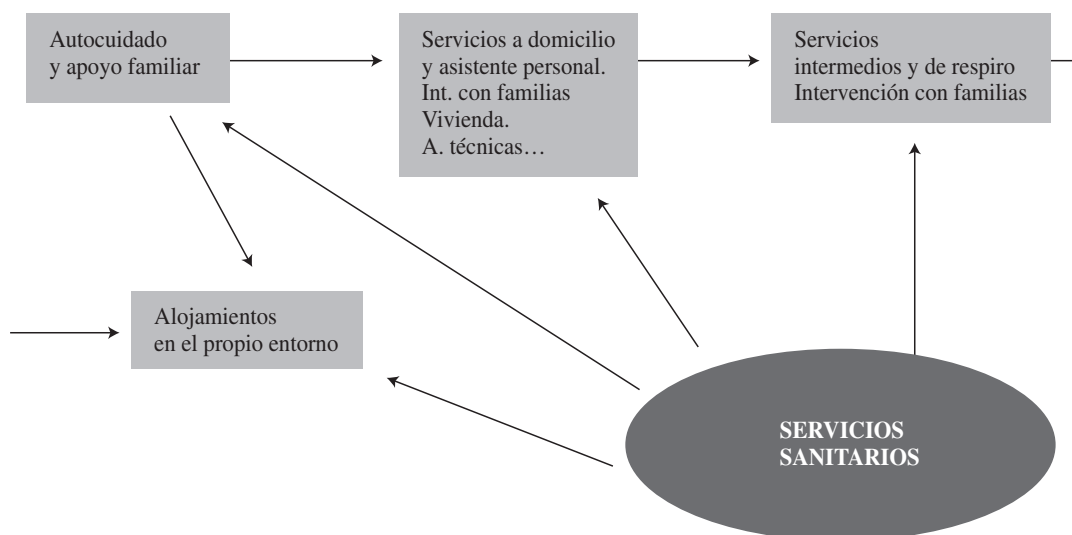 Autocuidado
y apoyo familiar
Servicios a domicilio
y asistente personal.
Int. con familias
Vivienda.
A. técnicas…
Servicios
intermedios y de respiro
Intervención con familias
Alojamientos
en el propio entorno
SERVICIOS
SANITARIOS